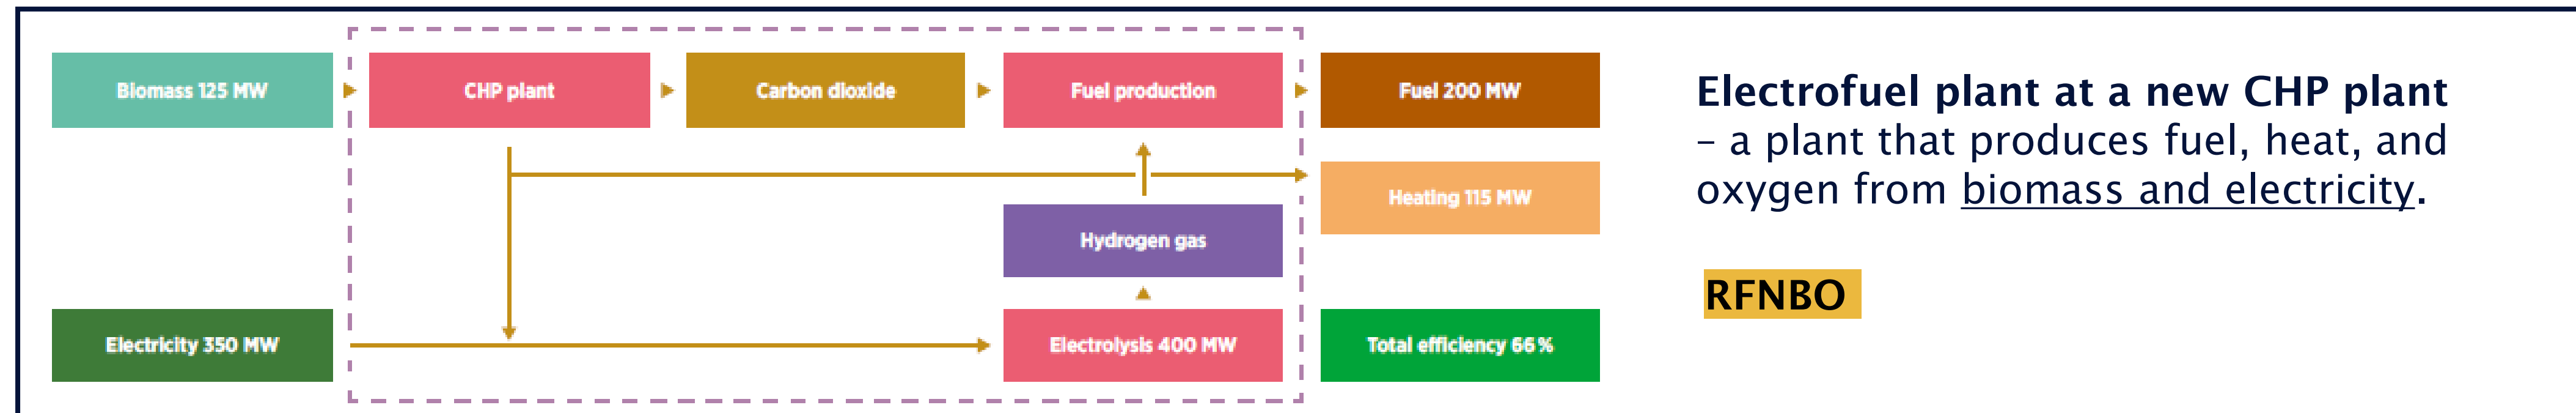 Biomass 125 MW
CHP plant
Carbon dioxide
Fuel production
Fuel 200 MW
Heating 115 MW
Hydrogen gas
Electricity 350 MW
Electrolysis 400 MW
Total efficiency 66 %
Electrofuel plant at a new CHP plant
– a plant that produces fuel, heat, and
oxygen from biomass and electricity.
RFNBO